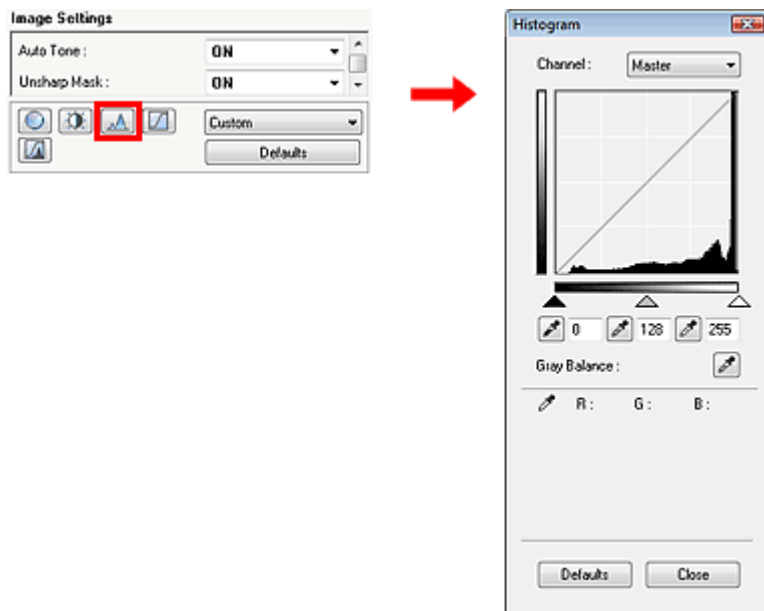 Image Settings
Auto Tone : ON
Unsharp Mask : ON
Custom
Defaults
Histogram
Channel : Master
0 128 255
Gray Balance :
R : G : B :
Defaults Close